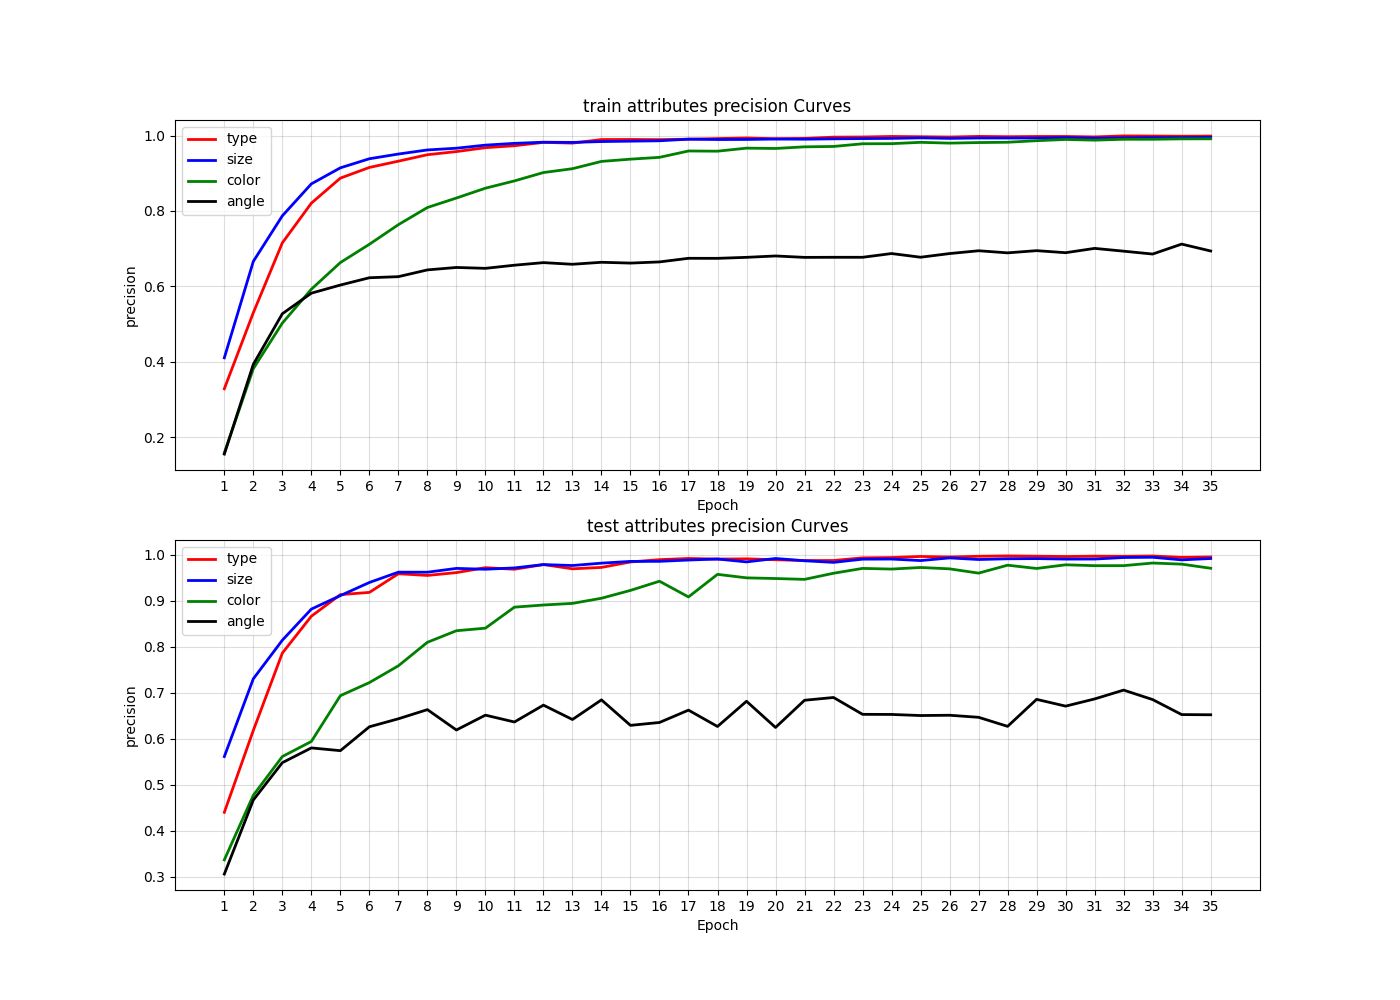 train attributes precision Curves
1.0
0.8
0.6
0.4
0.2
precision
type
size
color
angle
1 2 3 4 5 6 7 8 9 10 11 12 13 14 15 16 17 18 19 20 21 22 23 24 25 26 27 28 29 30 31 32 33 34 35
Epoch
test attributes precision Curves
1.0
0.9
0.8
0.7
0.6
0.5
0.4
0.3
precision
type
size
color
angle
1 2 3 4 5 6 7 8 9 10 11 12 13 14 15 16 17 18 19 20 21 22 23 24 25 26 27 28 29 30 31 32 33 34 35
Epoch